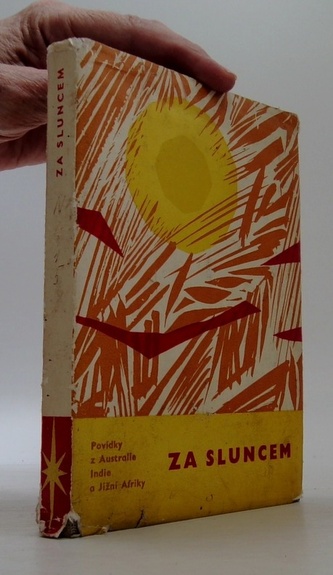 ZA SLUNCEM
Povídky
z Austrálie
Indie
a Jižní Afriky
ZA SLUNCEM